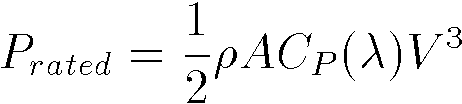 $P_{rated} = \frac{1}{2} \rho A C_P(\lambda) V^3$